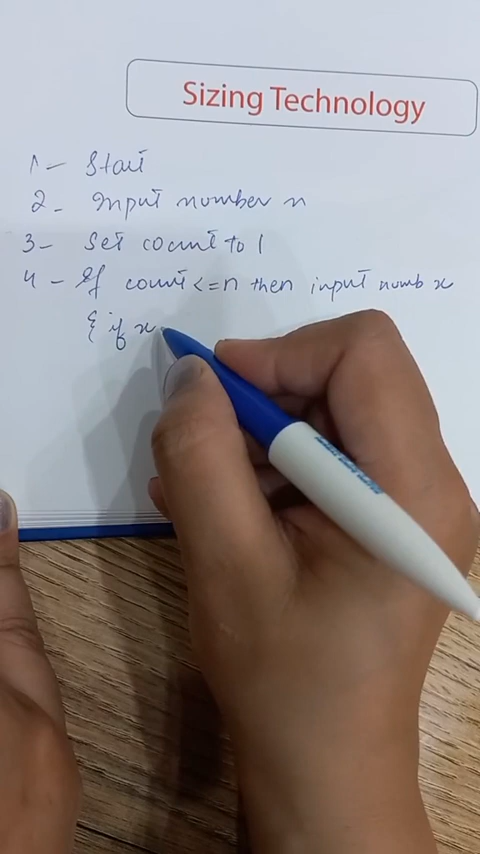 Sizing Technology
1 - Start
2 - Input number n
3 - Set count to 1
4 - If count <= n then input numb x
{ if x